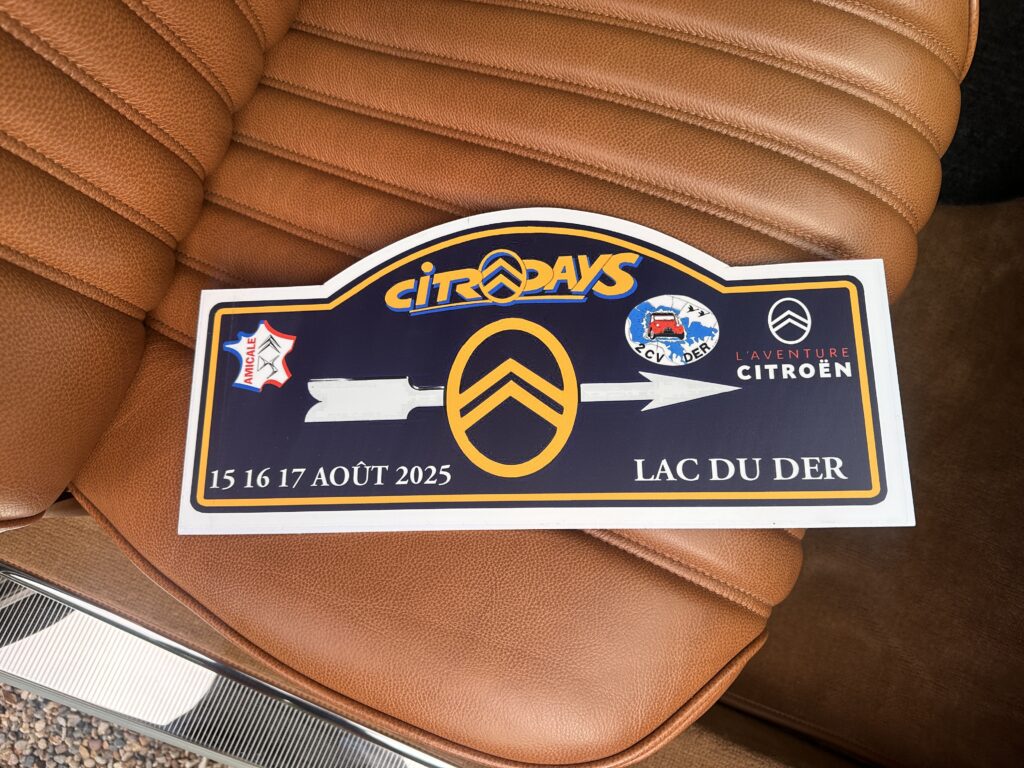 CITRODAYS
AMICALE
2CV DER
L'AVENTURE
CITROËN
15 16 17 AOÛT 2025
LAC DU DER